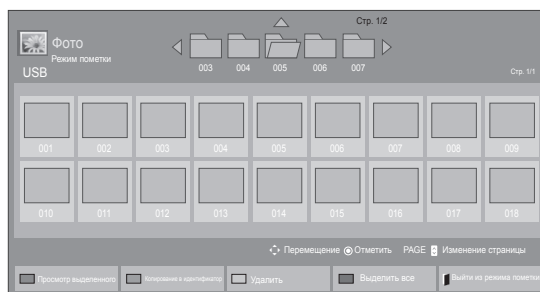 Стр. 1/2
Фото
Режим пометки
USB
003 004 005 006 007
Стр. 1/1
001 002 003 004 005 006 007 008 009
010 011 012 013 014 015 016 017 018
Перемещение Отметить PAGE Изменение страницы
Просмотр выделенного Копирование в идентификатор Удалить Выделить все Выйти из режима пометки